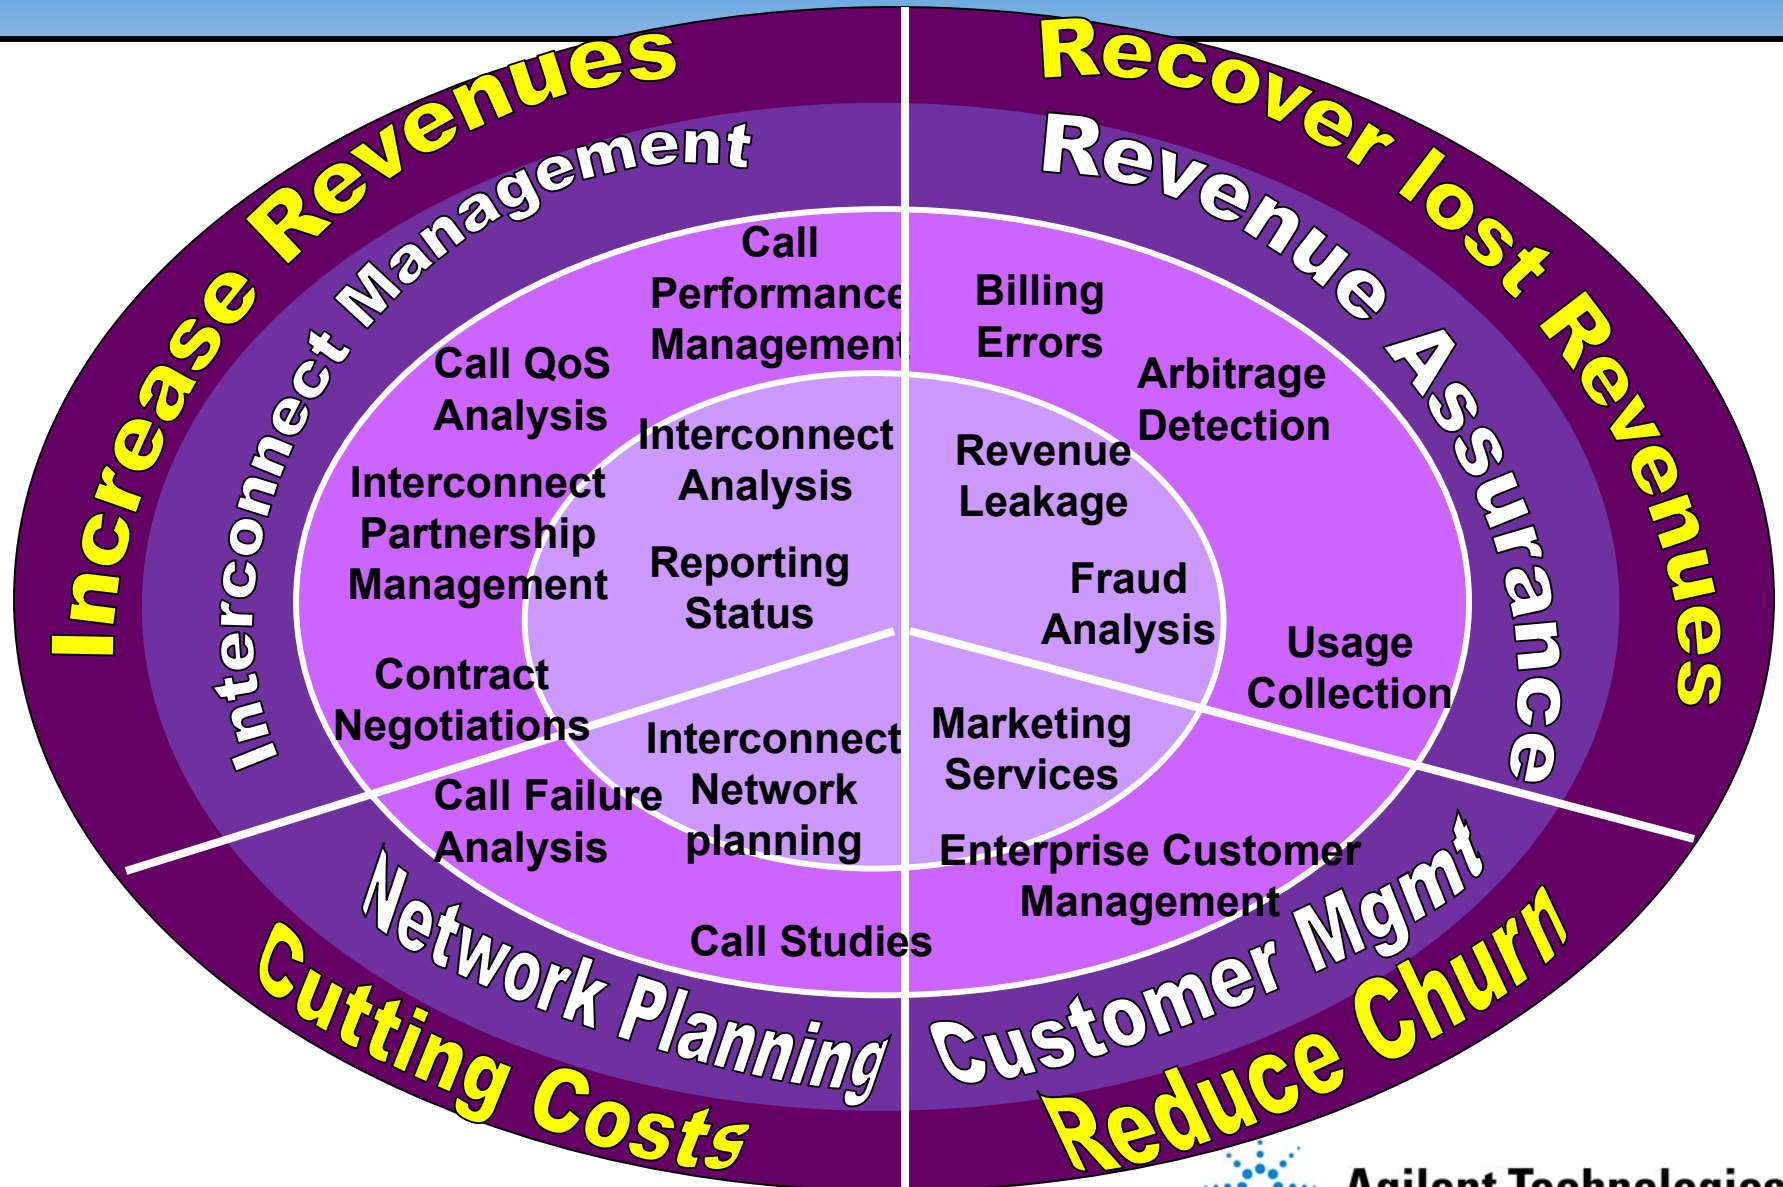 Increase Revenues
Recover lost Revenues
Interconnect Management
Revenue Assurance
Call
Performance
Management
Billing
Errors
Call QoS
Analysis
Arbitrage
Detection
Interconnect
Analysis
Revenue
Leakage
Interconnect
Partnership
Management
Reporting
Status
Fraud
Analysis
Usage
Collection
Contract
Negotiations
Interconnect
Network
planning
Marketing
Services
Call Failure
Analysis
Enterprise Customer
Management
Call Studies
Network Planning
Customer Mgmt
Cutting Costs
Reduce Churn
Agilent Technologies